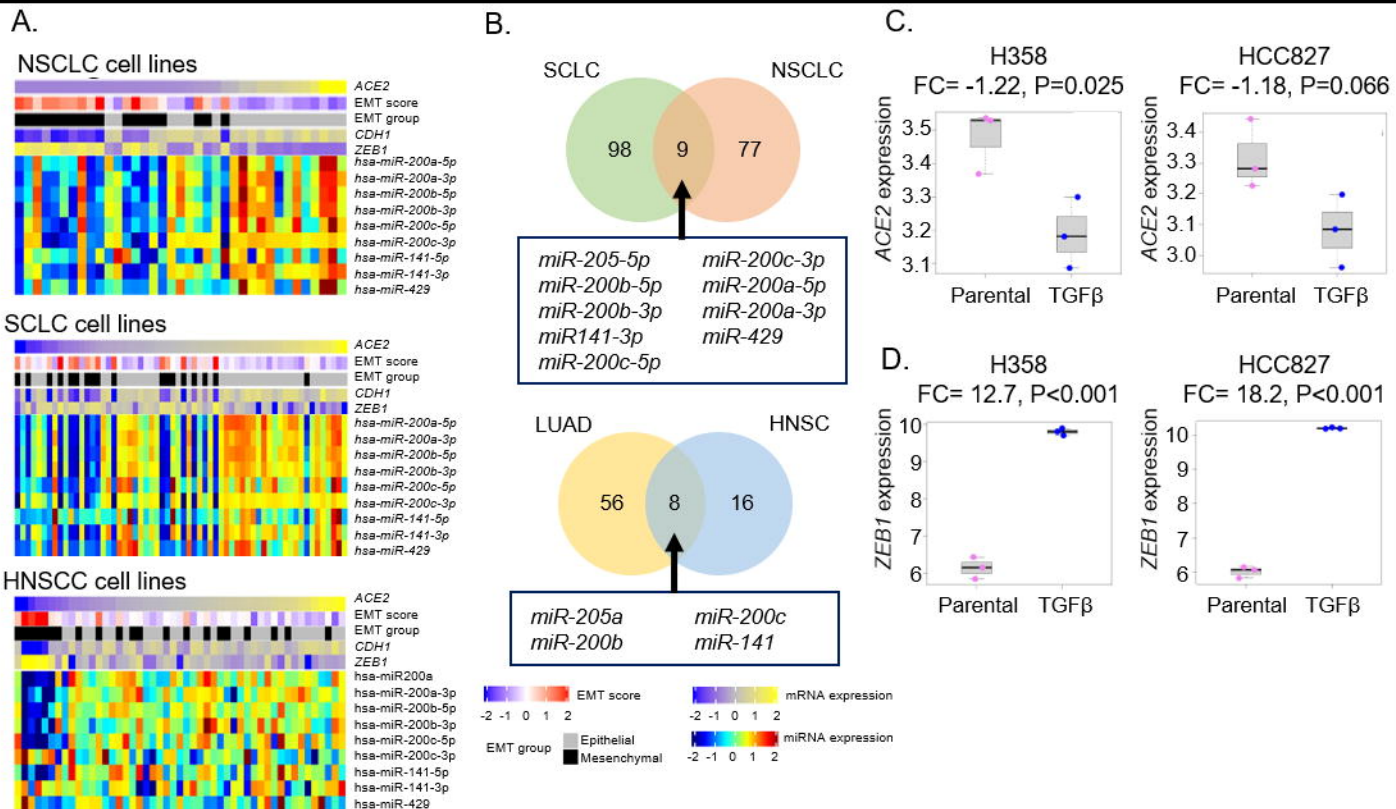 A.
NSCLC cell lines
ACE2
EMT score
EMT group
CDH1
ZEB1
hsa-miR-200a-5p
hsa-miR-200a-3p
hsa-miR-200b-5p
hsa-miR-200b-3p
hsa-miR-200c-5p
hsa-miR-200c-3p
hsa-miR-141-5p
hsa-miR-141-3p
hsa-miR-429
SCLC cell lines
ACE2
EMT score
EMT group
CDH1
ZEB1
hsa-miR-200a-5p
hsa-miR-200a-3p
hsa-miR-200b-5p
hsa-miR-200b-3p
hsa-miR-200c-5p
hsa-miR-200c-3p
hsa-miR-141-5p
hsa-miR-141-3p
hsa-miR-429
HNSCC cell lines
ACE2
EMT score
EMT group
CDH1
ZEB1
hsa-miR200a
hsa-miR-200a-3p
hsa-miR-200b-5p
hsa-miR-200b-3p
hsa-miR-200c-5p
hsa-miR-200c-3p
hsa-miR-141-5p
hsa-miR-141-3p
hsa-miR-429
B.
SCLC NSCLC
98 9 77
miR-205-5p miR-200c-3p
miR-200b-5p miR-200a-5p
miR-200b-3p miR-200a-3p
miR141-3p miR-429
miR-200c-5p
LUAD HNSC
56 8 16
miR-205a miR-200c
miR-200b miR-141
EMT score
-2 -1 0 1 2
mRNA expression
-2 -1 0 1 2
EMT group
Epithelial
Mesenchymal
miRNA expression
-2 -1 0 1 2
C.
H358
FC= -1.22, P=0.025
ACE2 expression
3.5
3.4
3.3
3.2
3.1
Parental TGFβ
HCC827
FC= -1.18, P=0.066
ACE2 expression
3.4
3.3
3.2
3.1
3.0
Parental TGFβ
D.
H358
FC= 12.7, P<0.001
ZEB1 expression
10
9
8
7
6
Parental TGFβ
HCC827
FC= 18.2, P<0.001
ZEB1 expression
10
9
8
7
6
Parental TGFβ